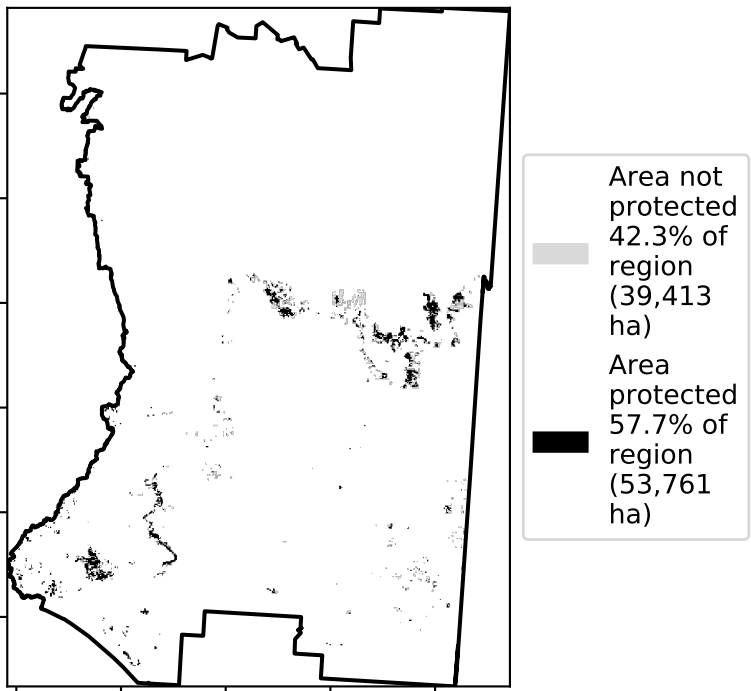 Area not
protected
42.3% of
region
(39,413
ha)
Area
protected
57.7% of
region
(53,761
ha)